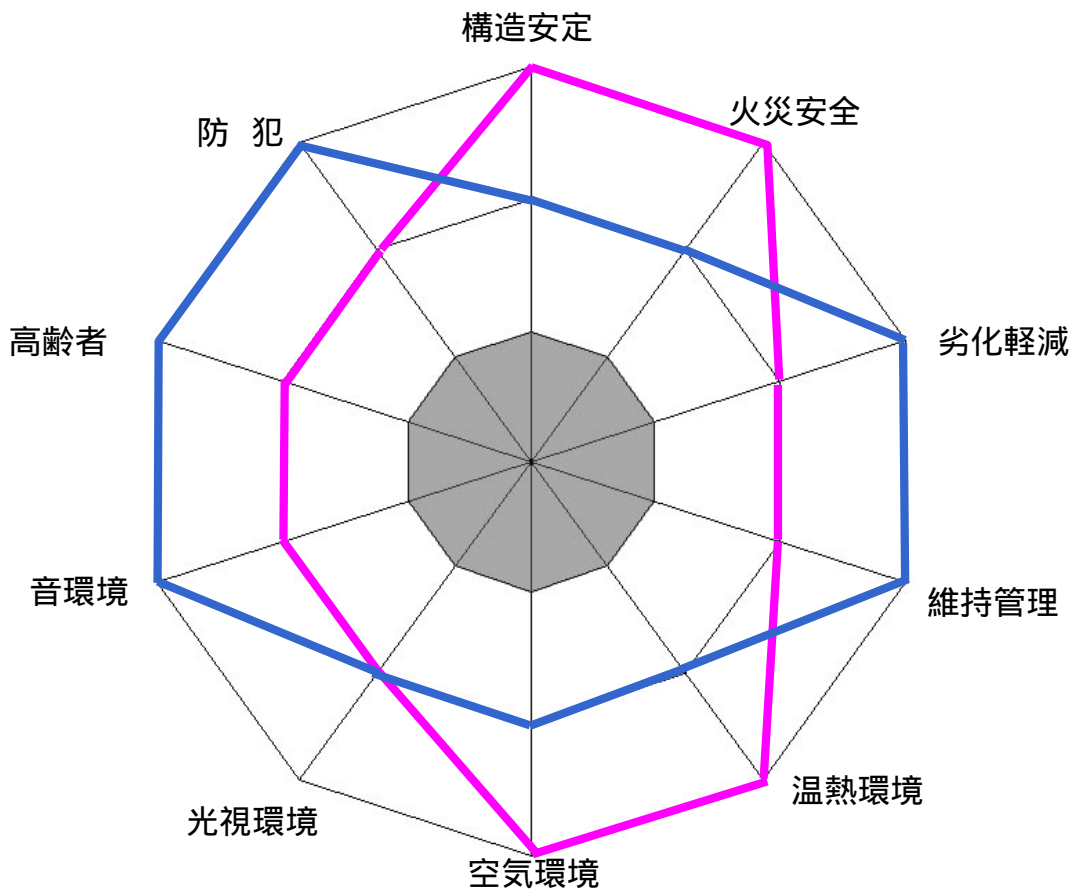 構造安定
火災安全
防 犯
高齢者
劣化軽減
音環境
維持管理
温熱環境
光視環境
空気環境